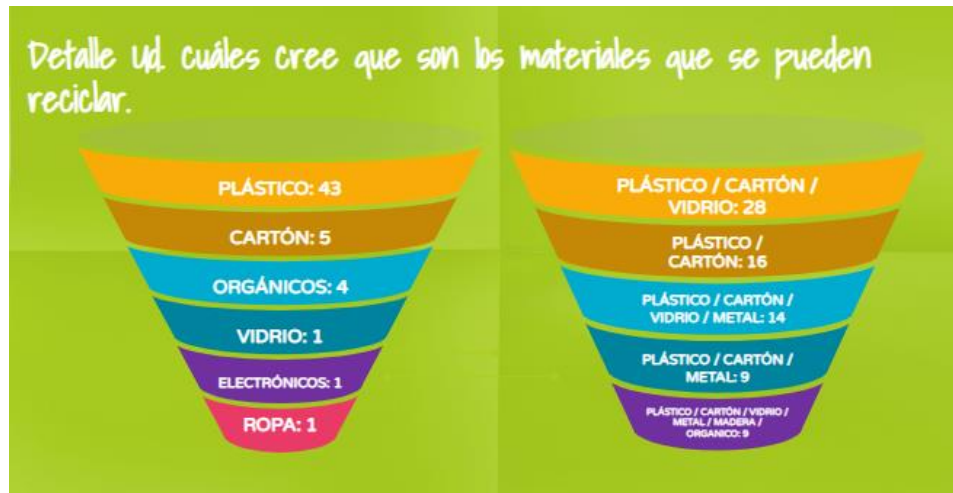 Detalle Ud. cuáles cree que son los materiales que se pueden
reciclar.
PLÁSTICO: 43
CARTÓN: 5
ORGÁNICOS: 4
VIDRIO: 1
ELECTRÓNICOS: 1
ROPA: 1
PLÁSTICO / CARTÓN /
VIDRIO: 28
PLÁSTICO /
CARTÓN: 16
PLÁSTICO / CARTÓN /
VIDRIO / METAL: 14
PLÁSTICO / CARTÓN /
METAL: 9
PLÁSTICO / CARTÓN / VIDRIO /
METAL / MADERA /
ORGANICO: 9